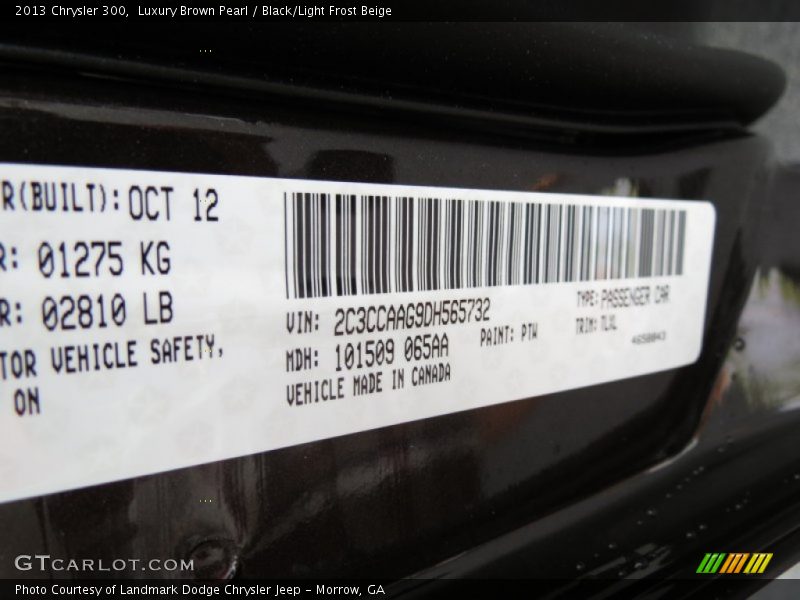 2013 Chrysler 300,  Luxury Brown Pearl / Black/Light Frost Beige
R(BUILT): OCT 12
R: 01275 KG
R: 02810 LB
TOR VEHICLE SAFETY,
ON
VIN: 2C3CCAAG9DH565732
TYPE: PASSENGER CAR
MDH: 101509 065AA
PAINT: PTW
TRIM: TLXL
VEHICLE MADE IN CANADA
GTCARLOT.COM
Photo Courtesy of Landmark Dodge Chrysler Jeep - Morrow, GA